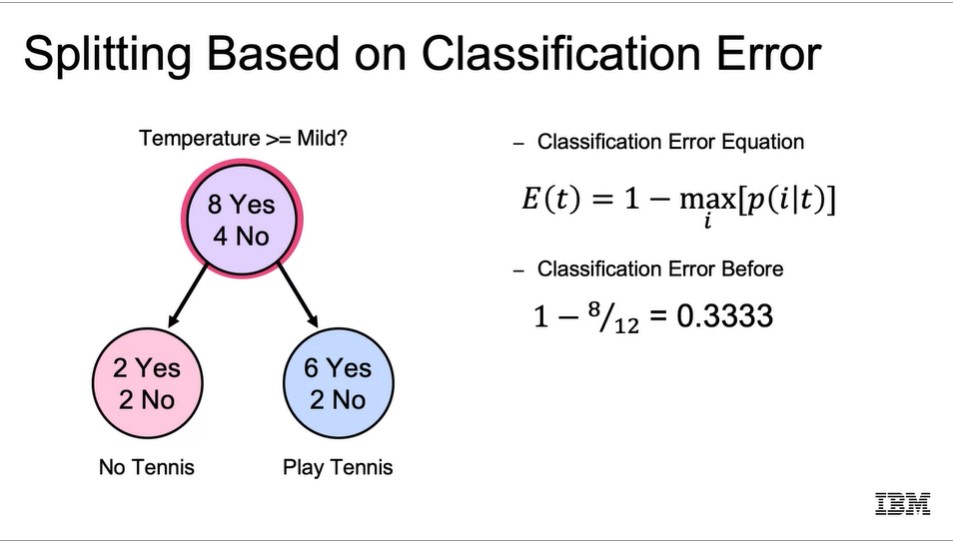 Splitting Based on Classification Error
Temperature >= Mild?
8 Yes
4 No
2 Yes
2 No
6 Yes
2 No
No Tennis
Play Tennis
– Classification Error Equation
E(t) = 1 − max[p(i|t)]
i
– Classification Error Before
1 − 8/12 = 0.3333
IBM